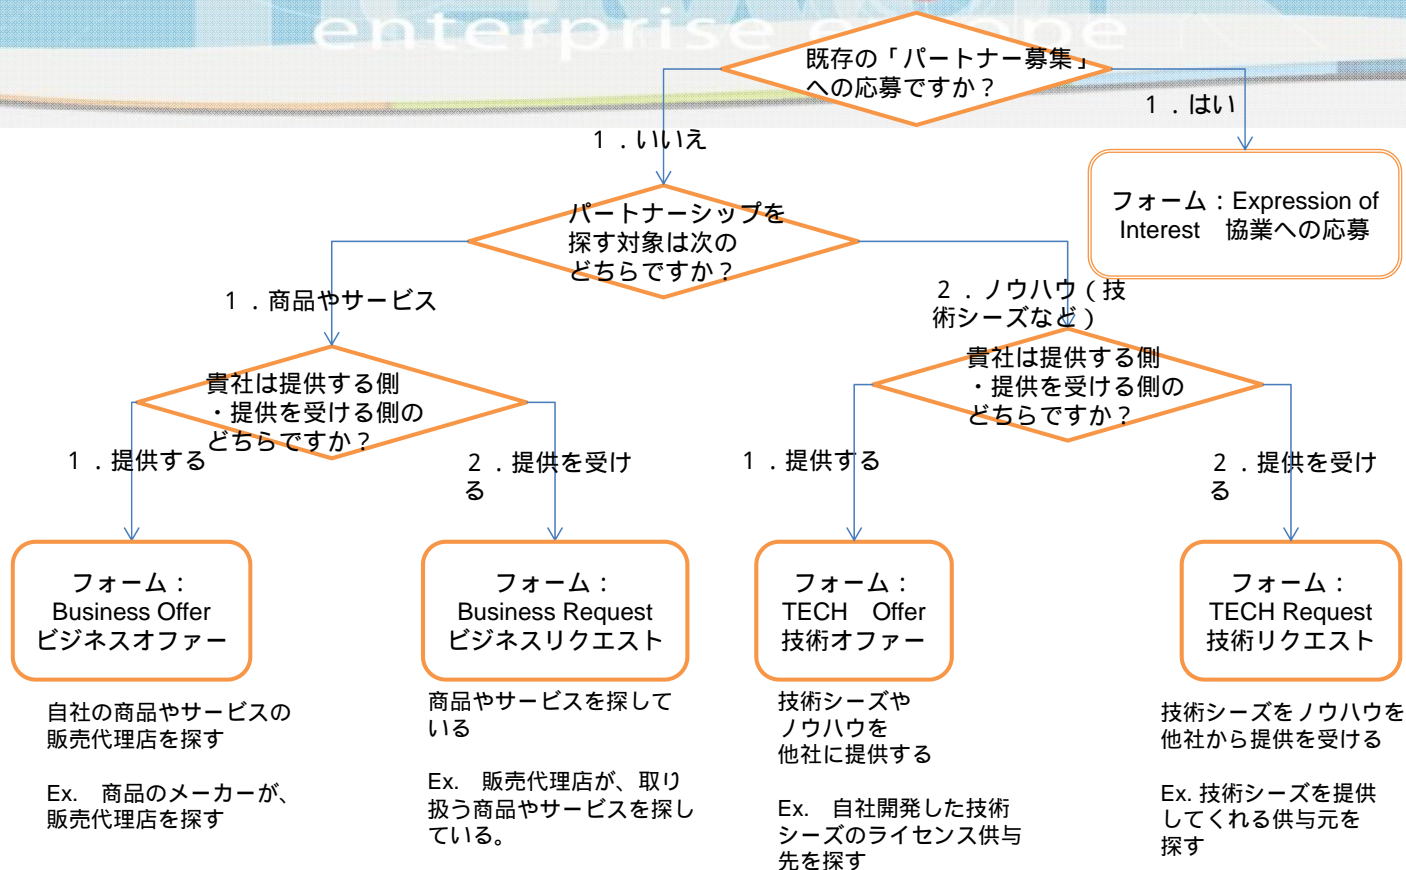 enterprise europe
既存の「パートナー募集」
への応募ですか？
１．はい
１．いいえ
フォーム：Expression of
Interest　協業への応募
パートナーシップを
探す対象は次の
どちらですか？
１．商品やサービス
２．ノウハウ（技
術シーズなど）
貴社は提供する側
・提供を受ける側の
どちらですか？
貴社は提供する側
・提供を受ける側の
どちらですか？
１．提供する
２．提供を受け
る
１．提供する
２．提供を受け
る
フォーム：
Business Offer
ビジネスオファー
フォーム：
Business Request
ビジネスリクエスト
フォーム：
TECH　Offer
技術オファー
フォーム：
TECH Request
技術リクエスト
自社の商品やサービスの
販売代理店を探す
Ex.　商品のメーカーが、
販売代理店を探す
商品やサービスを探して
いる
Ex.　販売代理店が、取り
扱う商品やサービスを探し
ている。
技術シーズや
ノウハウを
他社に提供する
Ex.　自社開発した技術
シーズのライセンス供与
先を探す
技術シーズをノウハウを
他社から提供を受ける
Ex. 技術シーズを提供
してくれる供与元を
探す